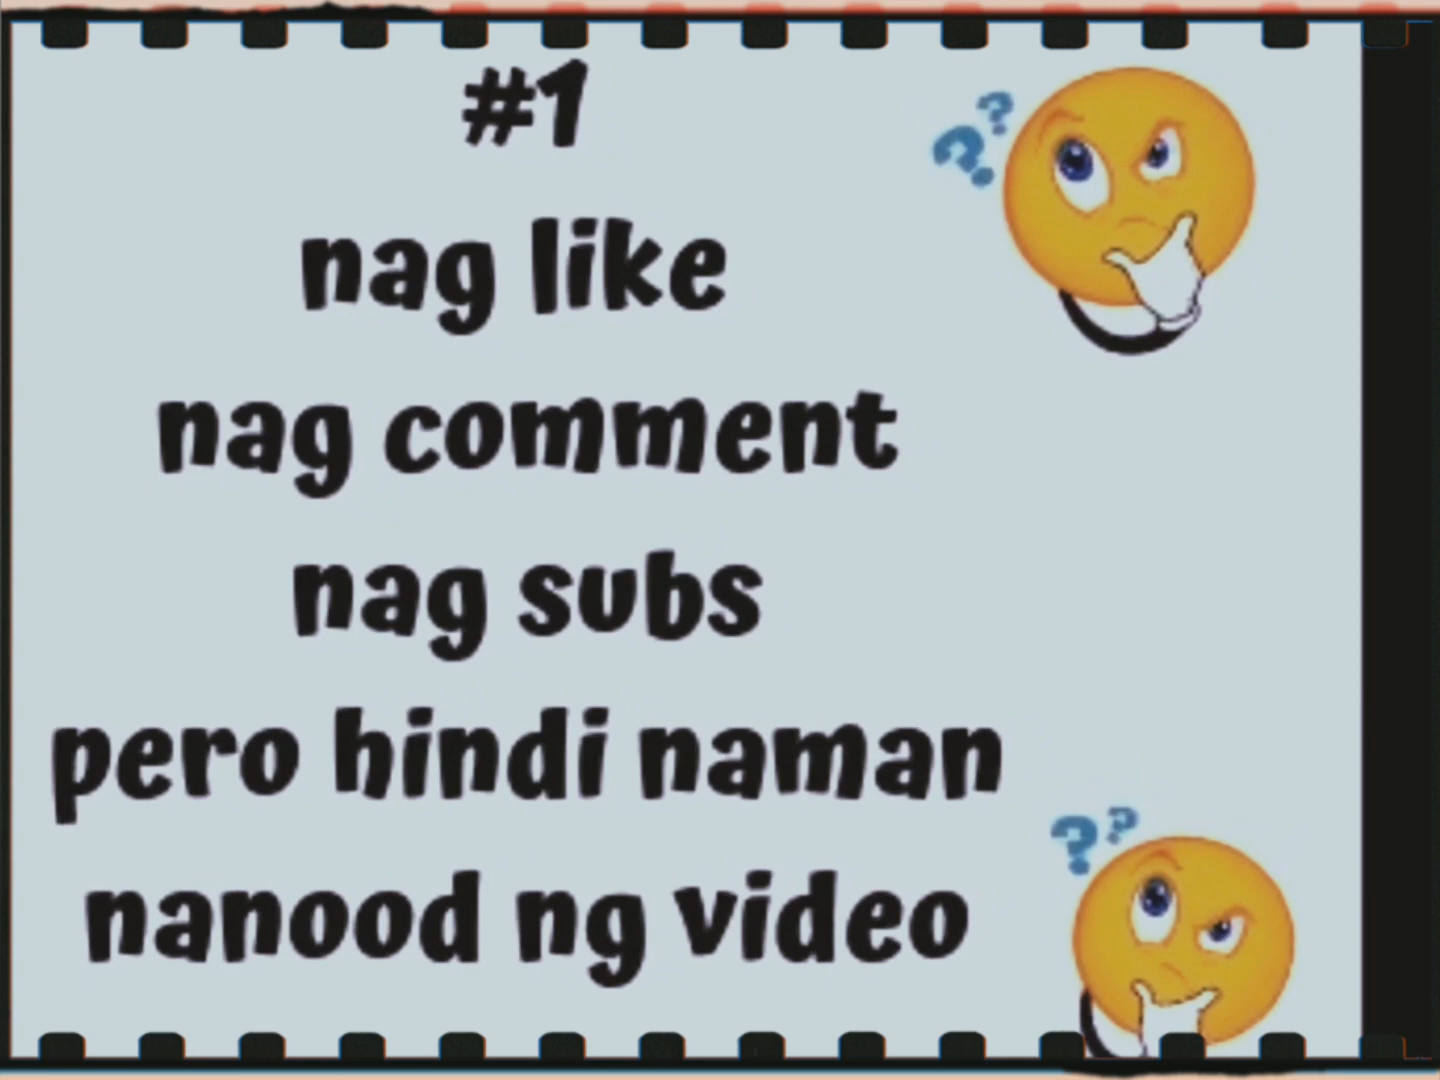 #1
nag like
nag comment
nag subs
pero hindi naman
nanood ng video